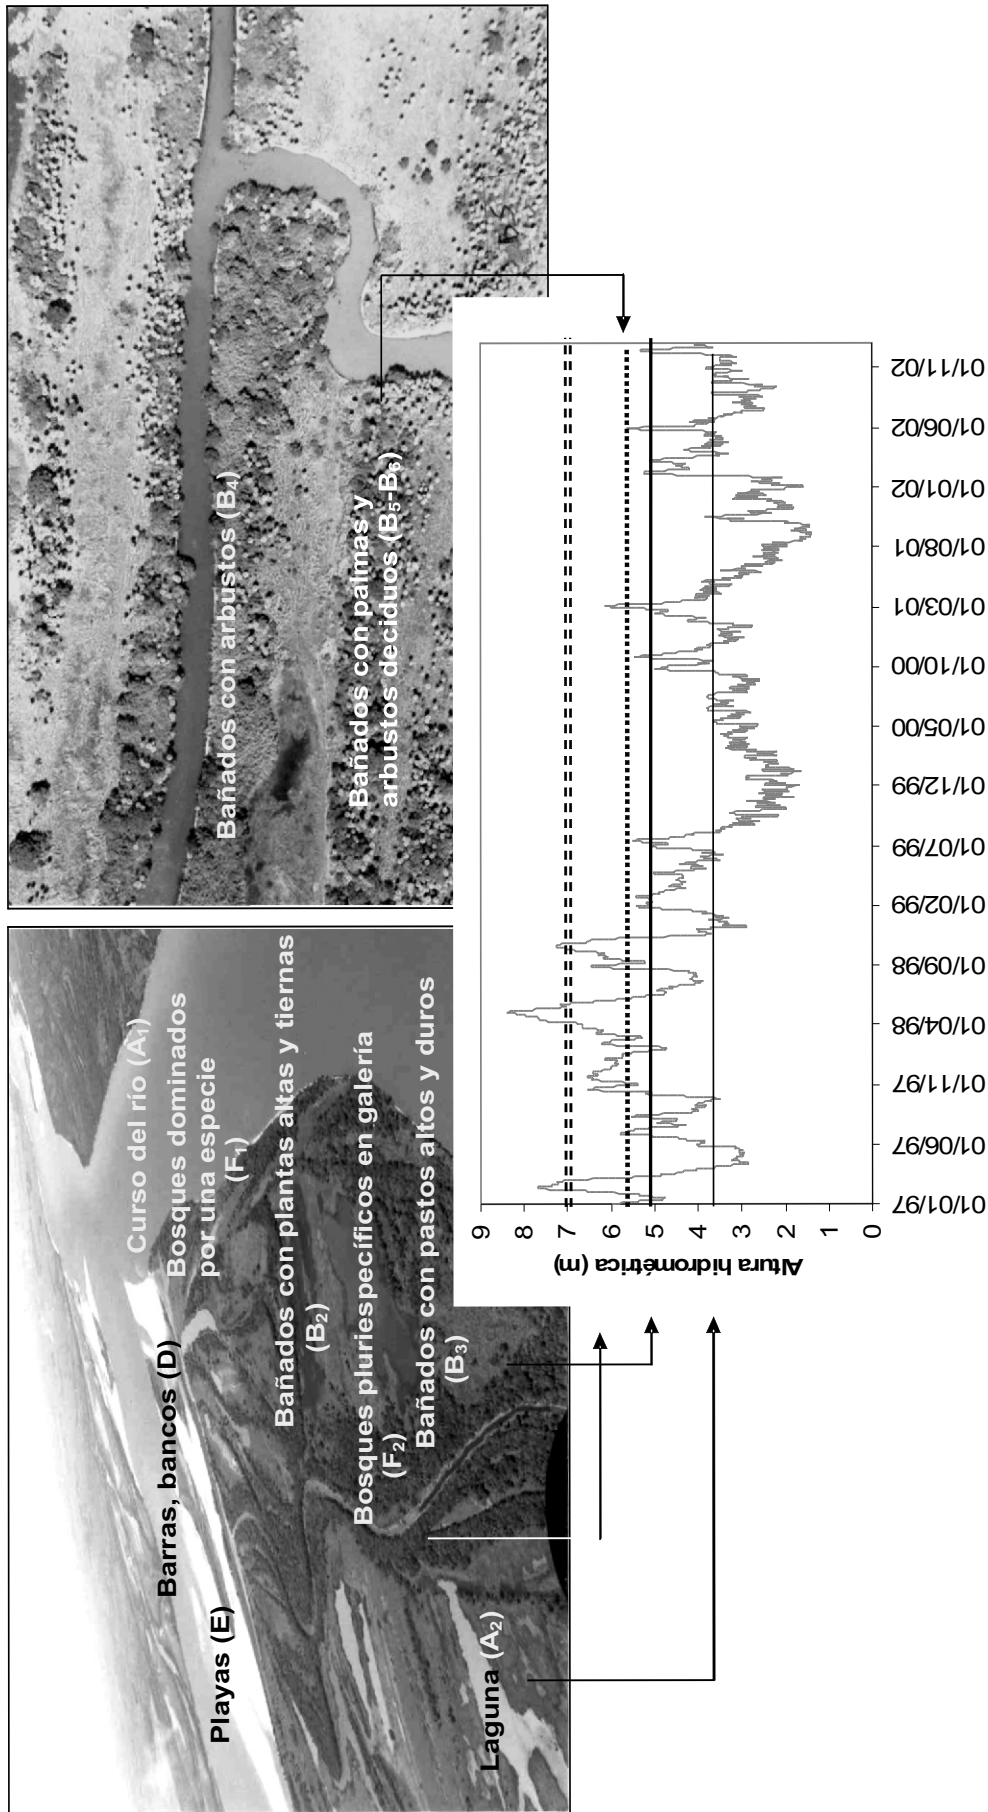 Curso del río (A1)
Bosques dominados
por una especie
(F1)
Barras, bancos (D)
Playas (E)
Bañados con plantas altas y tiernas
(B2)
Bosques pluriespecíficos en galería
(F2)
Bañados con pastos altos y duros
(B3)
Laguna (A2)
Bañados con arbustos (B4)
Bañados con palmas y
arbustos deciduos (B5-B6)
Altura hidrométrica (m)
9
8
7
6
5
4
3
2
1
0
01/01/97
01/06/97
01/11/97
01/04/98
01/09/98
01/02/99
01/07/99
01/12/99
01/05/00
01/10/00
01/03/01
01/08/01
01/01/02
01/06/02
01/11/02